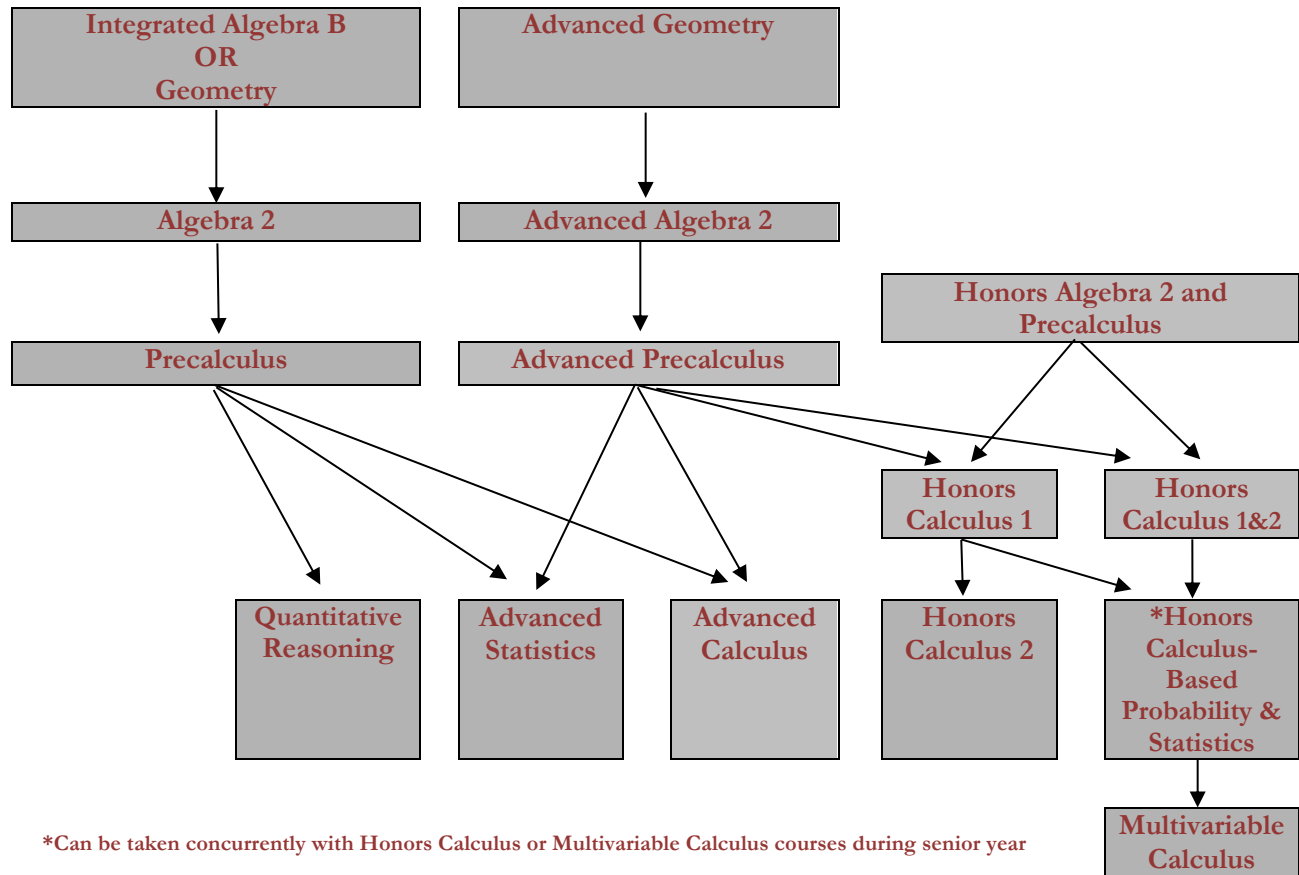 Integrated Algebra B
OR
Geometry
Advanced Geometry
Algebra 2
Advanced Algebra 2
Honors Algebra 2 and
Precalculus
Precalculus
Advanced Precalculus
Honors
Calculus 1
Honors
Calculus 1&2
Quantitative
Reasoning
Advanced
Statistics
Advanced
Calculus
Honors
Calculus 2
*Honors
Calculus-
Based
Probability &
Statistics
Multivariable
Calculus
*Can be taken concurrently with Honors Calculus or Multivariable Calculus courses during senior year